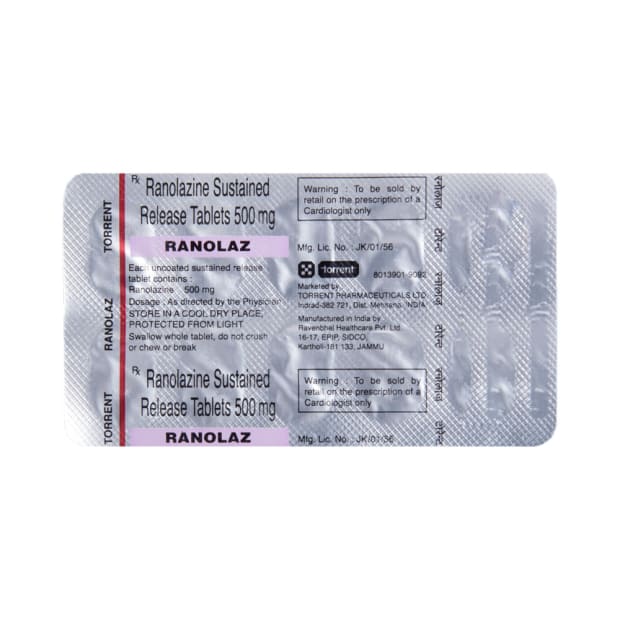 TORRENT
RANOLAZ
TORRENT
Rx Ranolazine Sustained
Release Tablets 500 mg
RANOLAZ
Each uncoated sustained release
tablet contains :
Ranolazine 500 mg
Dosage : As directed by the Physician
STORE IN A COOL DRY PLACE,
PROTECTED FROM LIGHT
Swallow whole tablet, do not crush
or chew or break
Rx Ranolazine Sustained
Release Tablets 500 mg
RANOLAZ
Warning : To be sold by
retail on the prescription of a
Cardiologist only
Mfg. Lic. No. : JK/01/56
torrent
8013901-9092
Marketed by
TORRENT PHARMACEUTICALS LTD.
Indrad-382 721, Dist. Mehsana, INDIA
Manufactured in India by :
Ravenbhel Healthcare Pvt. Ltd.
16-17, EPIP, SIDCO,
Kartholi-181 133, JAMMU
Warning : To be sold by
retail on the prescription of a
Cardiologist only
Mfg. Lic. No. : JK/01/56